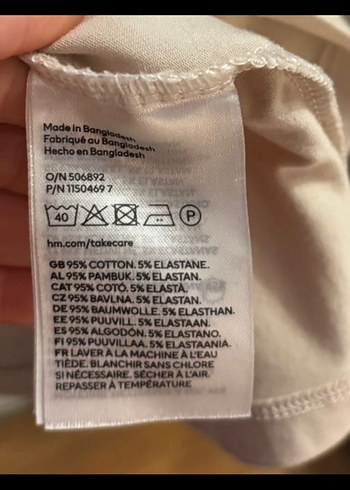 Made in Bangladesh
Fabriqué au Bangladesh
Hecho en Bangladesh
O/N 506892
P/N 1150469 7
40 P
hm.com/takecare
GB 95% COTTON. 5% ELASTANE.
AL 95% PAMBUK. 5% ELASTAN.
CAT 95% COTÓ. 5% ELASTÀ.
CZ 95% BAVLNA. 5% ELASTAN.
DE 95% BAUMWOLLE. 5% ELASTHAN.
EE 95% PUUVILL. 5% ELASTAAN.
ES 95% ALGODÓN. 5% ELASTANO.
FI 95% PUUVILLAA. 5% ELASTAANIA.
FR LAVER À LA MACHINE À L'EAU
TIÈDE. BLANCHIR SANS CHLORE
SI NÉCESSAIRE. SÉCHER À L'AIR.
REPASSER À TEMPÉRATURE